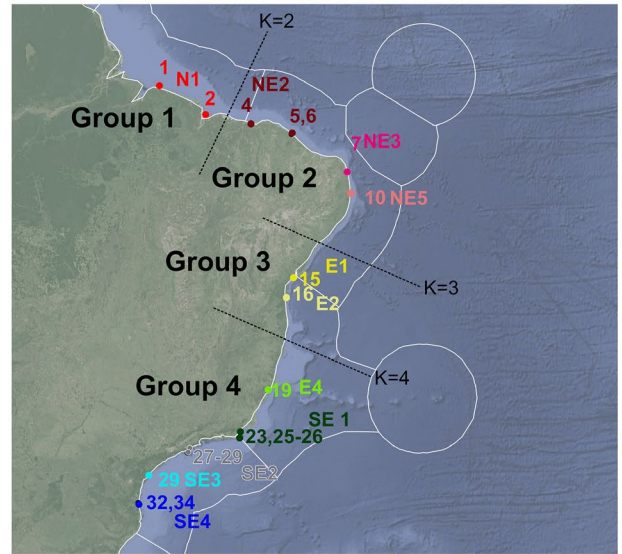 K=2
1
N1
NE2
2
4
5,6
Group 1
7NE3
Group 2
10 NE5
Group 3
E1
15
16
E2
K=3
Group 4
K=4
19 E4
SE 1
23,25-26
27-29
SE2
29 SE3
32,34
SE4